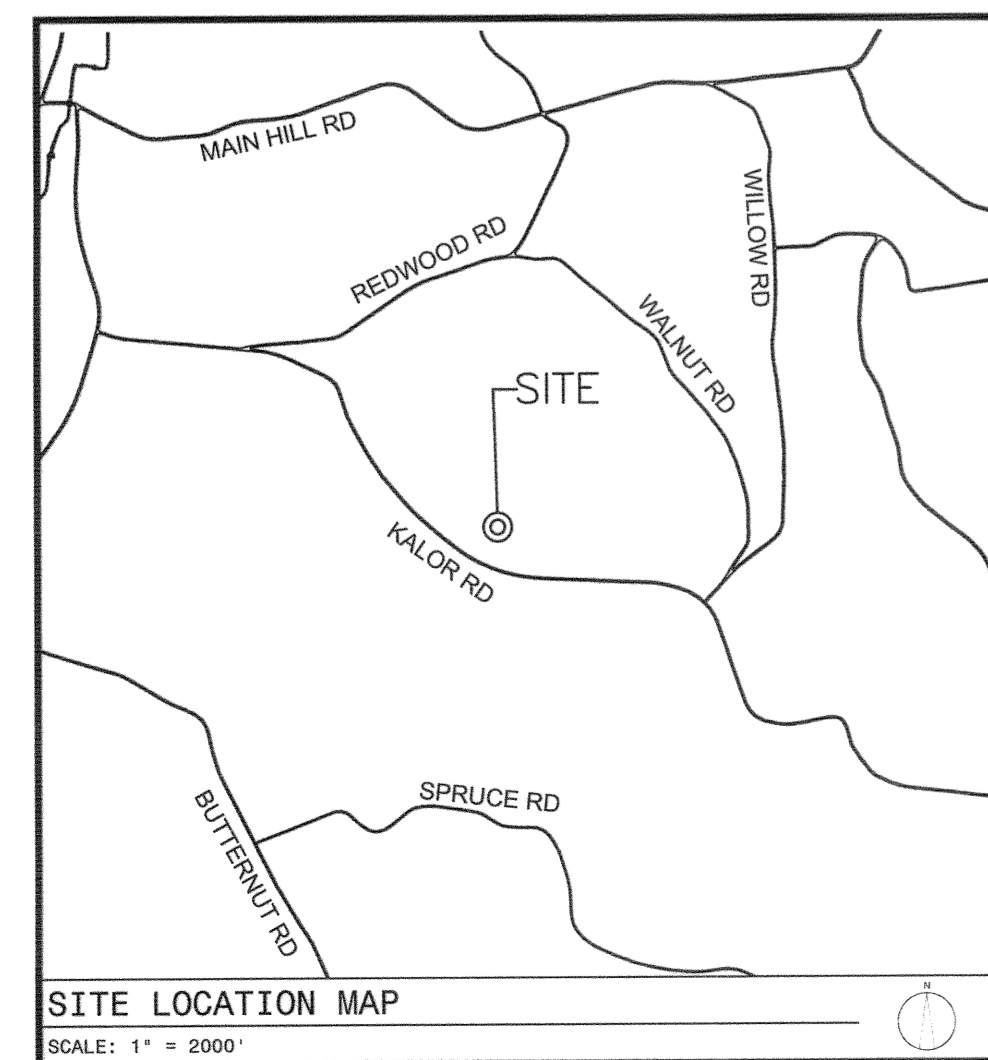 MAIN HILL RD
WILLOW RD
REDWOOD RD
WALNUT RD
SITE
KALOR RD
SPRUCE RD
BUTTERNUT RD
SITE LOCATION MAP
N
SCALE: 1" = 2000'